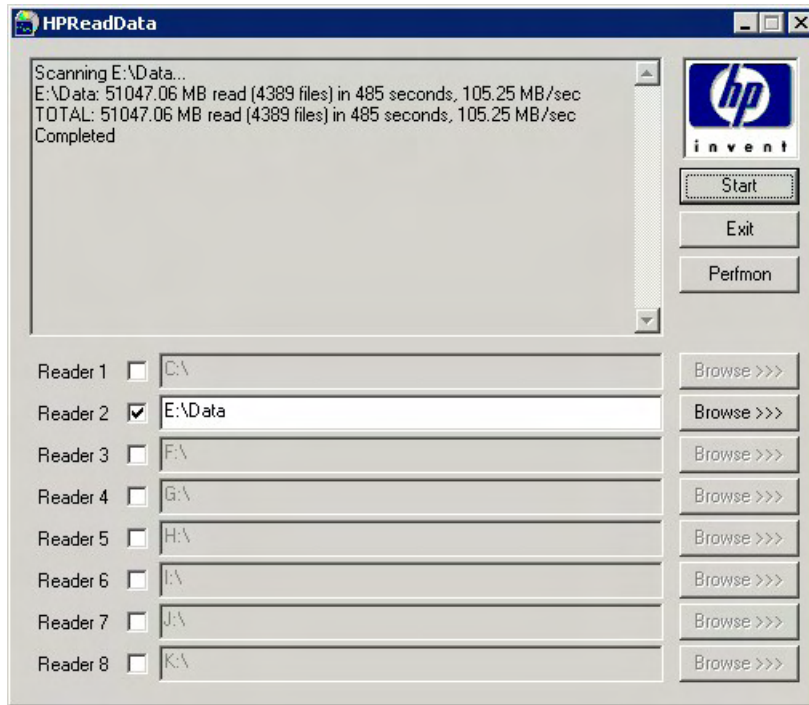 HPReadData
Scanning E:\Data...
E:\Data: 51047.06 MB read (4389 files) in 485 seconds, 105.25 MB/sec
TOTAL: 51047.06 MB read (4389 files) in 485 seconds, 105.25 MB/sec
Completed
hp
invent
Start
Exit
Perfmon
Reader 1 C:\ Browse >>>
Reader 2 E:\Data Browse >>>
Reader 3 F:\ Browse >>>
Reader 4 G:\ Browse >>>
Reader 5 H:\ Browse >>>
Reader 6 I:\ Browse >>>
Reader 7 J:\ Browse >>>
Reader 8 K:\ Browse >>>